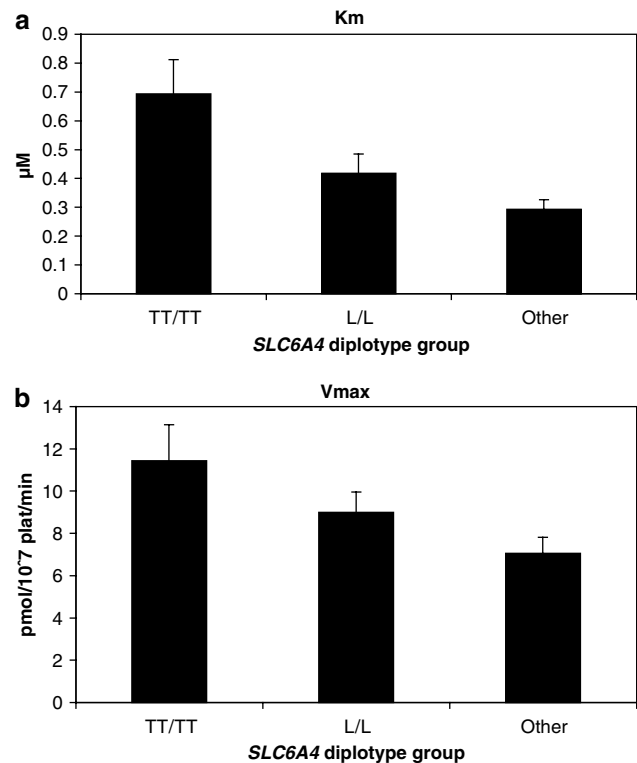 a
Km
0.9
0.8
0.7
0.6
0.5
0.4
0.3
0.2
0.1
0
µM
TT/TT L/L Other
SLC6A4 diplotype group
b
Vmax
14
12
10
8
6
4
2
0
pmol/10^7 plat/min
TT/TT L/L Other
SLC6A4 diplotype group